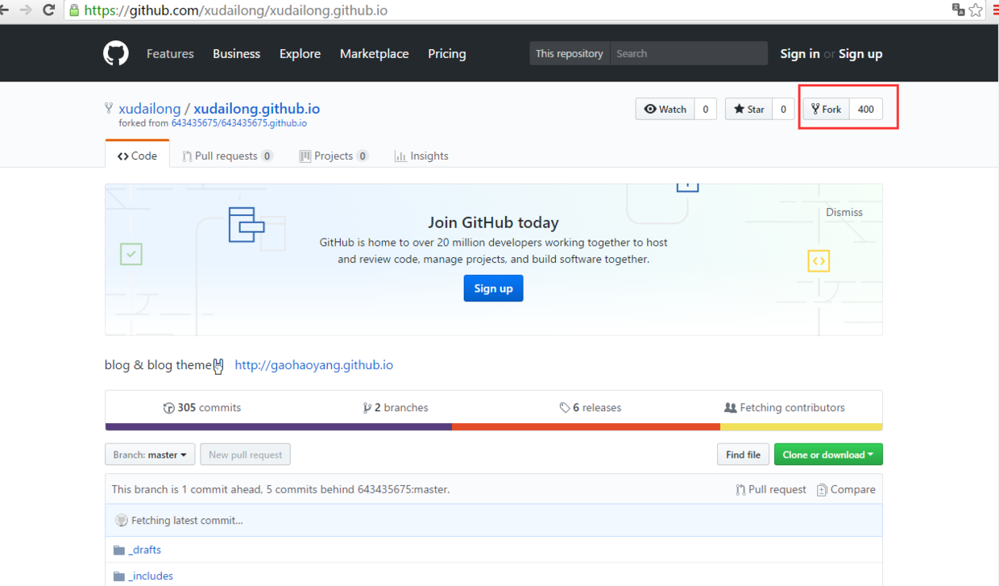 https://github.com/xudailong/xudailong.github.io
Features Business Explore Marketplace Pricing This repository Search Sign in or Sign up
xudailong / xudailong.github.io Watch 0 Star 0 Fork 400
forked from 643435675/643435675.github.io
Code Pull requests 0 Projects 0 Insights
Dismiss
Join GitHub today
GitHub is home to over 20 million developers working together to host
and review code, manage projects, and build software together.
Sign up
blog & blog theme🤘 http://gaohaoyang.github.io
305 commits 2 branches 6 releases Fetching contributors
Branch: master New pull request Find file Clone or download
This branch is 1 commit ahead, 5 commits behind 643435675:master. Pull request Compare
Fetching latest commit...
_drafts
_includes